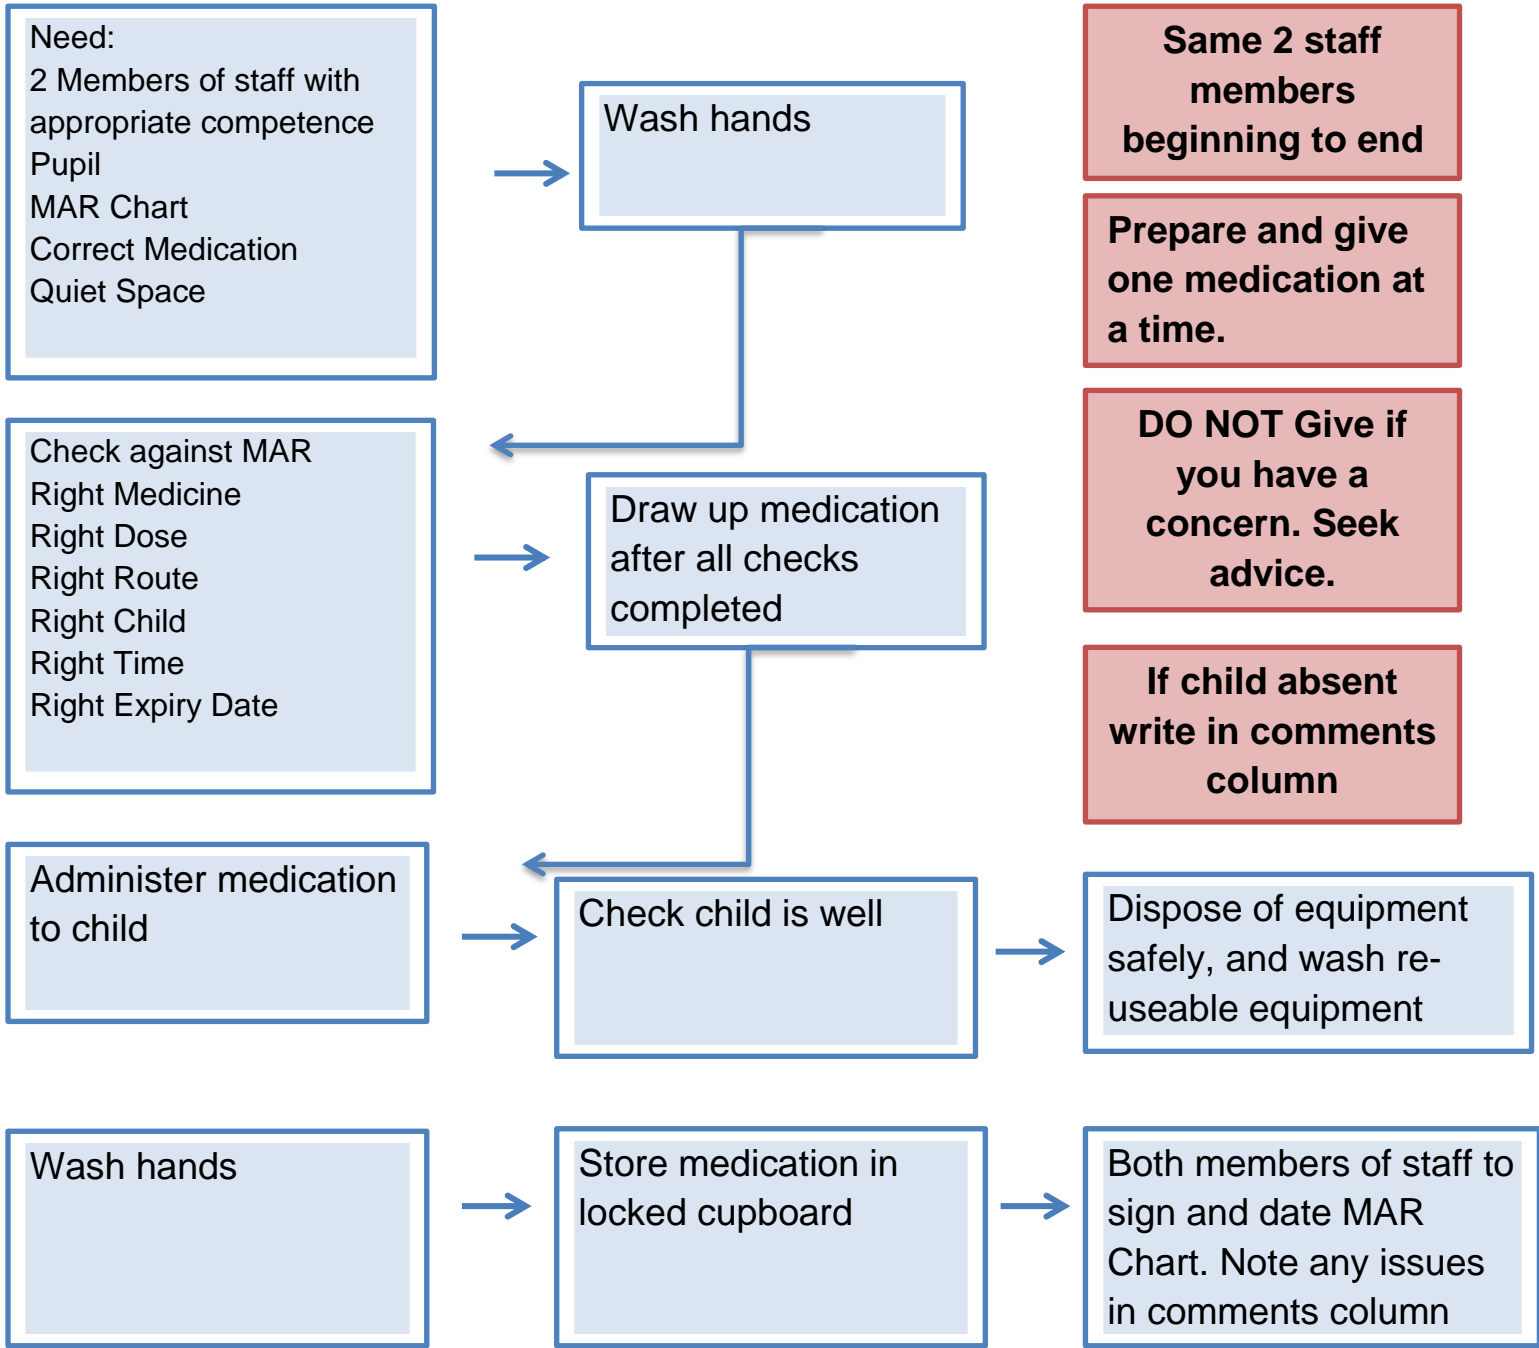 Need:
2 Members of staff with
appropriate competence
Pupil
MAR Chart
Correct Medication
Quiet Space
Wash hands
Same 2 staff
members
beginning to end
Prepare and give
one medication at
a time.
Check against MAR
Right Medicine
Right Dose
Right Route
Right Child
Right Time
Right Expiry Date
Draw up medication
after all checks
completed
DO NOT Give if
you have a
concern. Seek
advice.
If child absent
write in comments
column
Administer medication
to child
Check child is well
Dispose of equipment
safely, and wash re-
useable equipment
Wash hands
Store medication in
locked cupboard
Both members of staff to
sign and date MAR
Chart. Note any issues
in comments column